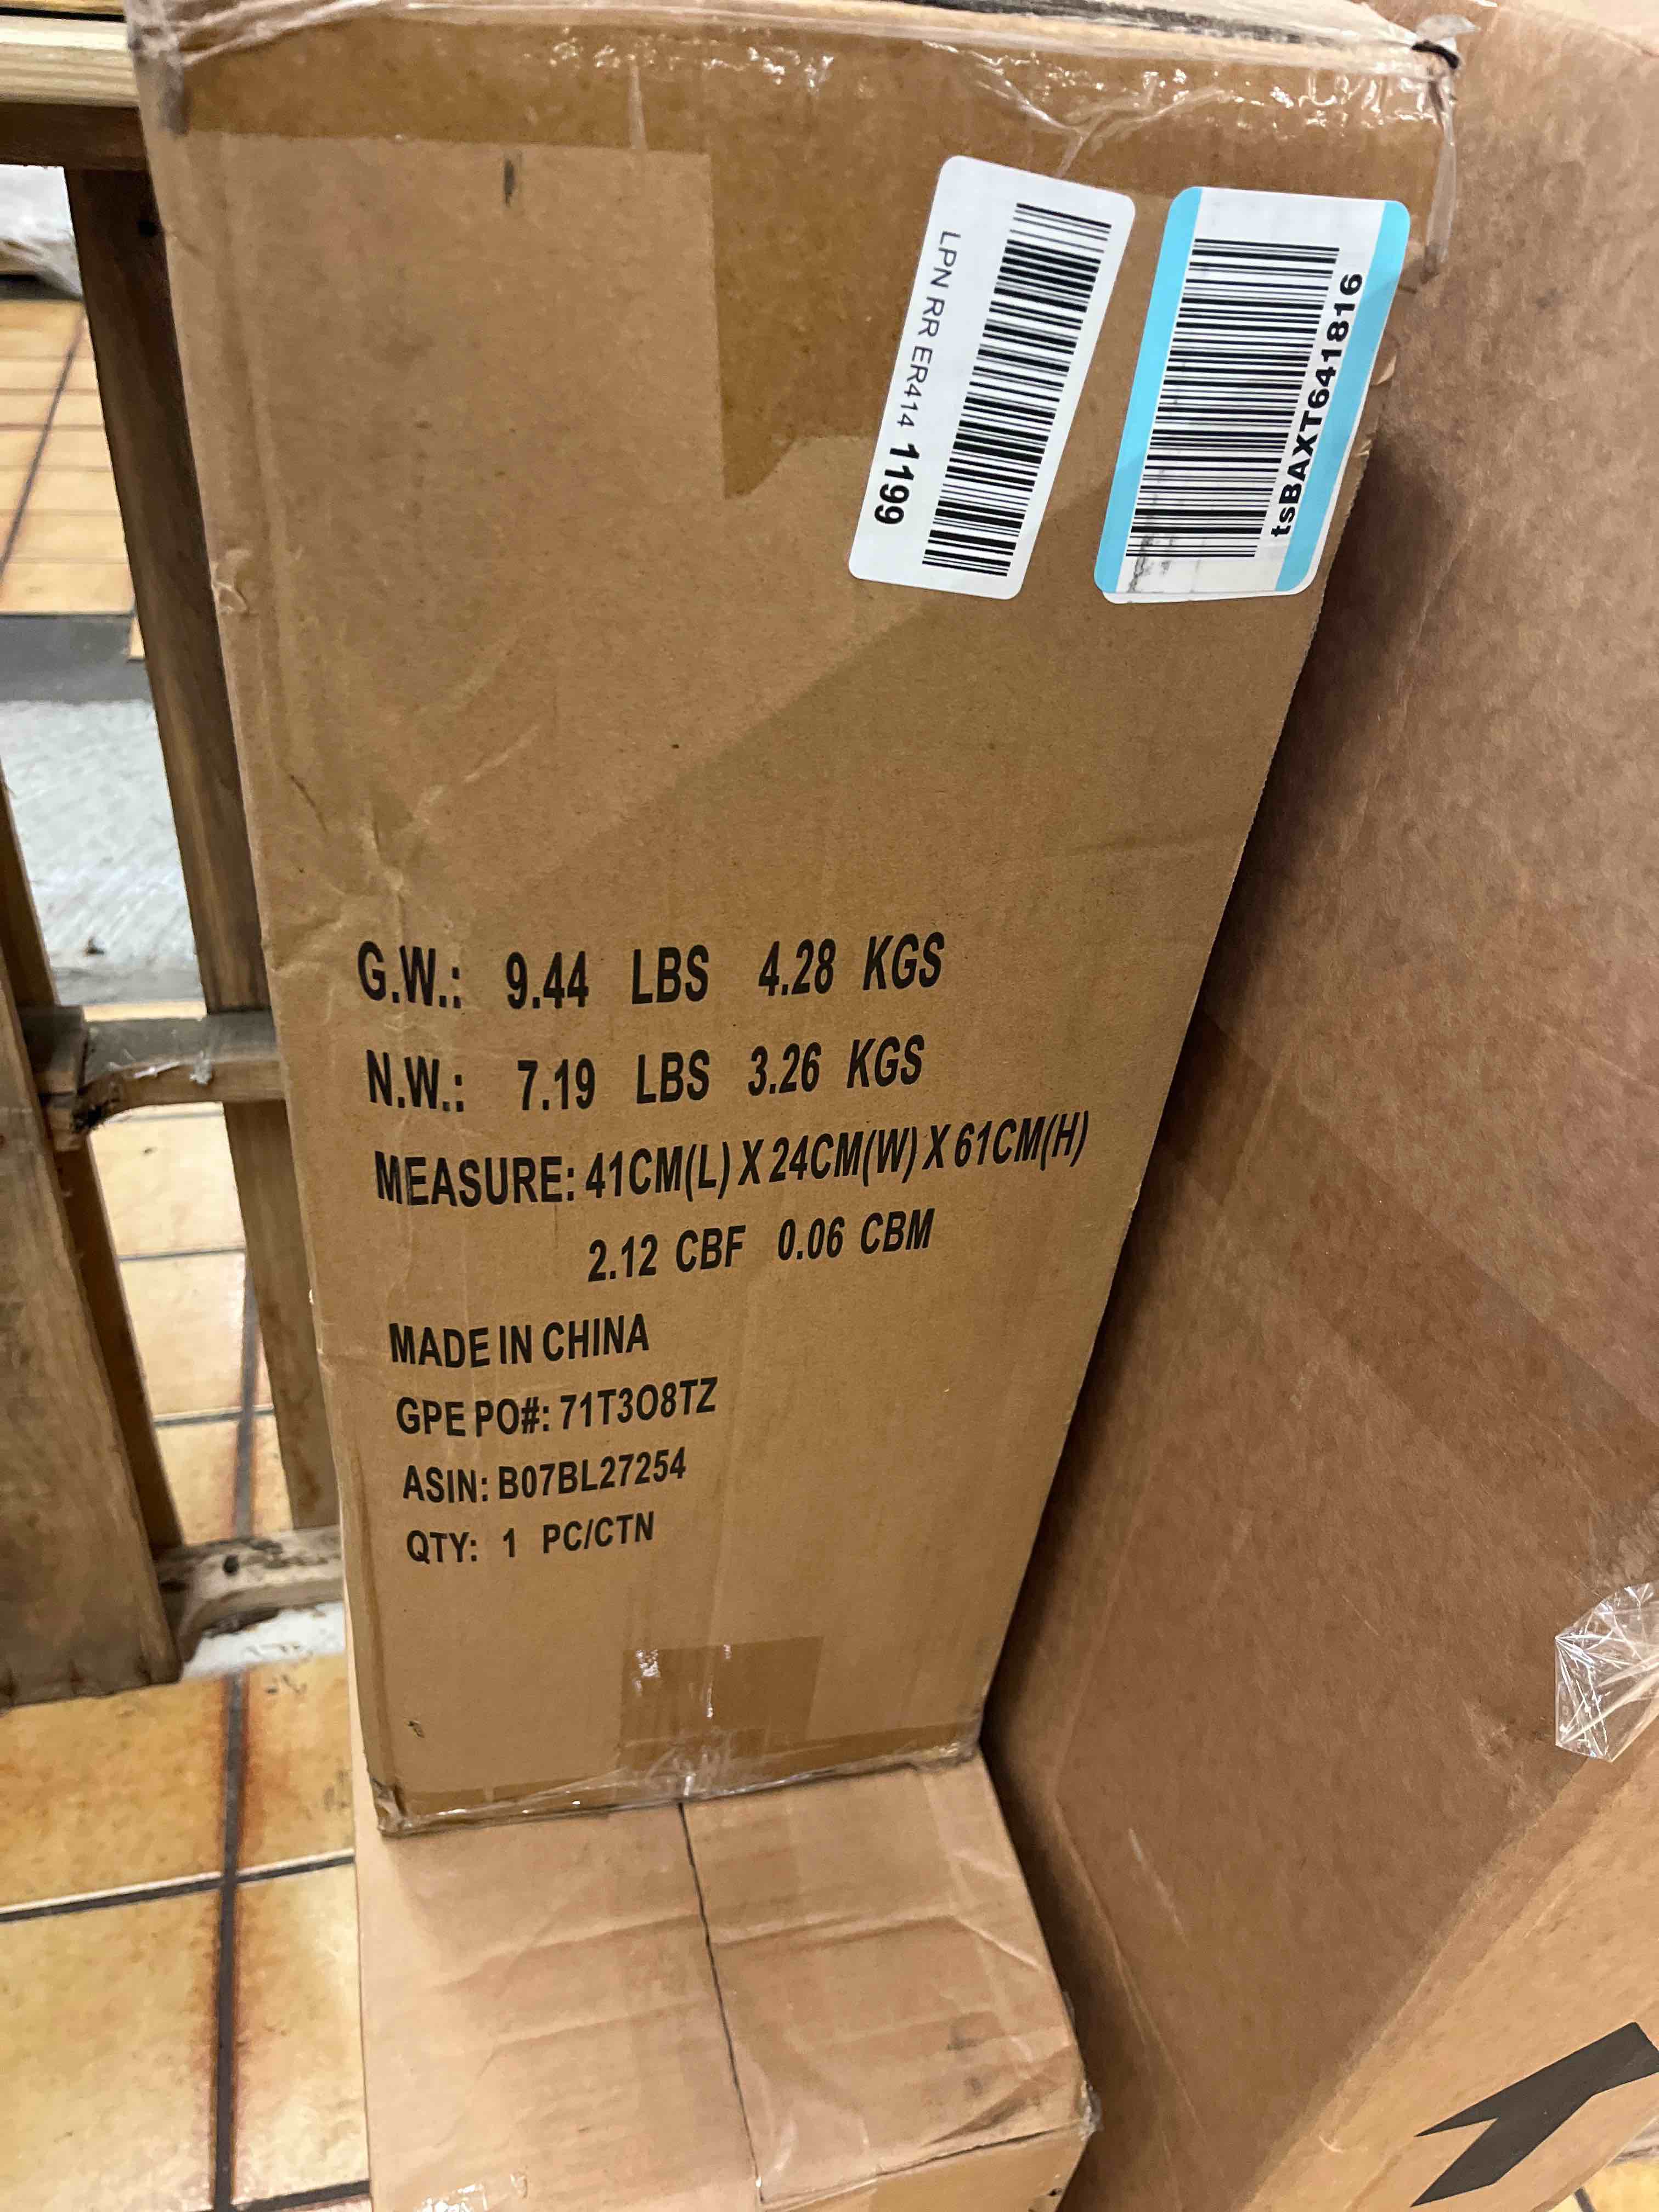 LPN RR ER414 1199
tsBAXT641816
G.W.: 9.44 LBS 4.28 KGS
N.W.: 7.19 LBS 3.26 KGS
MEASURE: 41CM(L) X 24CM(W) X 61CM(H)
2.12 CBF 0.06 CBM
MADE IN CHINA
GPE PO#: 71T3O8TZ
ASIN: B07BL27254
QTY: 1 PC/CTN